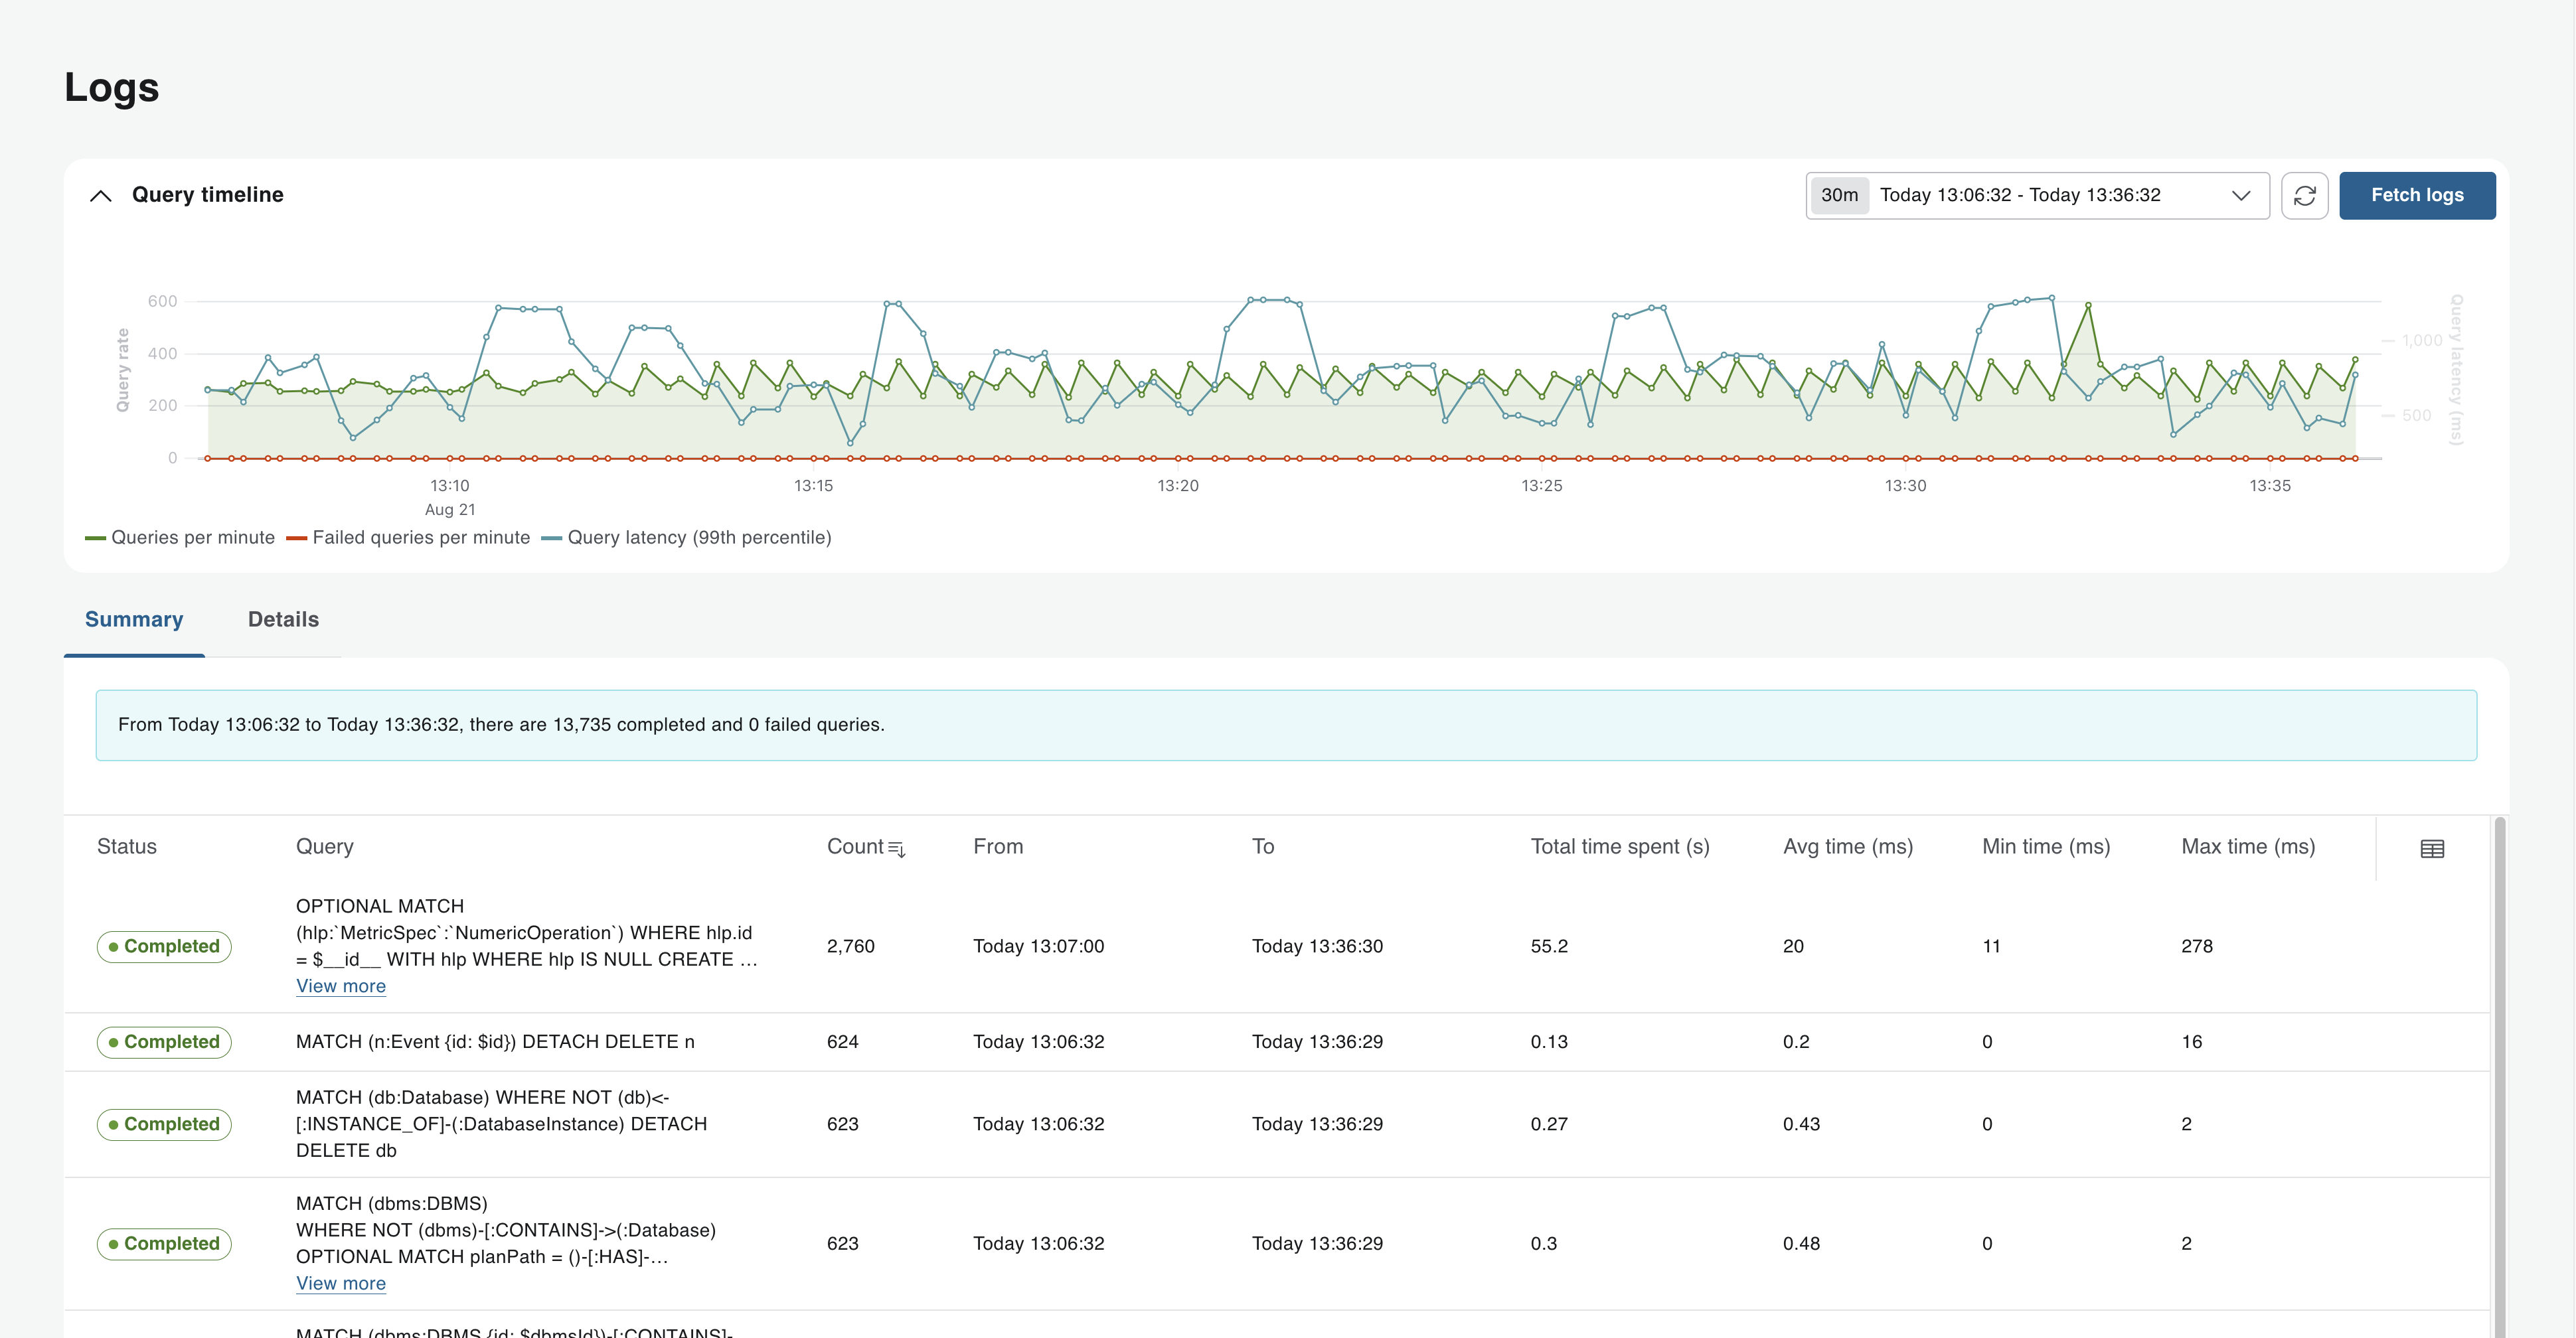 Logs
Query timeline
30m Today 13:06:32 - Today 13:36:32
Fetch logs
Query rate
600
400
200
0
Query latency (ms)
1,000
500
13:10
Aug 21
13:15
13:20
13:25
13:30
13:35
Queries per minute
Failed queries per minute
Query latency (99th percentile)
Summary
Details
From Today 13:06:32 to Today 13:36:32, there are 13,735 completed and 0 failed queries.
Status Query Count From To Total time spent (s) Avg time (ms) Min time (ms) Max time (ms)
Completed
OPTIONAL MATCH
(hlp:`MetricSpec`:`NumericOperation`) WHERE hlp.id
= $__id__ WITH hlp WHERE hlp IS NULL CREATE …
View more
2,760 Today 13:07:00 Today 13:36:30 55.2 20 11 278
Completed
MATCH (n:Event {id: $id}) DETACH DELETE n
624 Today 13:06:32 Today 13:36:29 0.13 0.2 0 16
Completed
MATCH (db:Database) WHERE NOT (db)<-
[:INSTANCE_OF]-(:DatabaseInstance) DETACH
DELETE db
623 Today 13:06:32 Today 13:36:29 0.27 0.43 0 2
Completed
MATCH (dbms:DBMS)
WHERE NOT (dbms)-[:CONTAINS]->(:Database)
OPTIONAL MATCH planPath = ()-[:HAS]-…
View more
623 Today 13:06:32 Today 13:36:29 0.3 0.48 0 2
MATCH (dbms:DBMS {id: $dbmsId})-[:CONTAINS]-